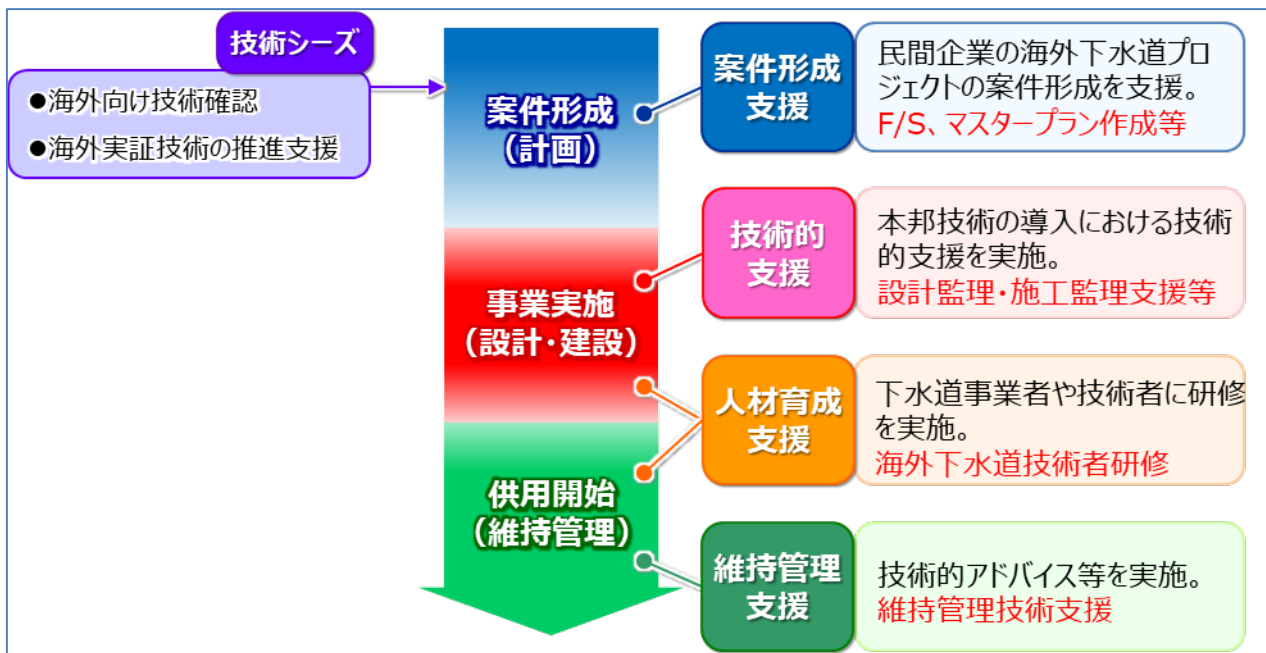 技術シーズ
●海外向け技術確認
●海外実証技術の推進支援
案件形成
（計画）
事業実施
（設計・建設）
供用開始
（維持管理）
案件形成
支援
民間企業の海外下水道プロ
ジェクトの案件形成を支援。
F/S、マスタープラン作成等
技術的
支援
本邦技術の導入における技術
的支援を実施。
設計監理・施工監理支援等
人材育成
支援
下水道事業者や技術者に研修
を実施。
海外下水道技術者研修
維持管理
支援
技術的アドバイス等を実施。
維持管理技術支援